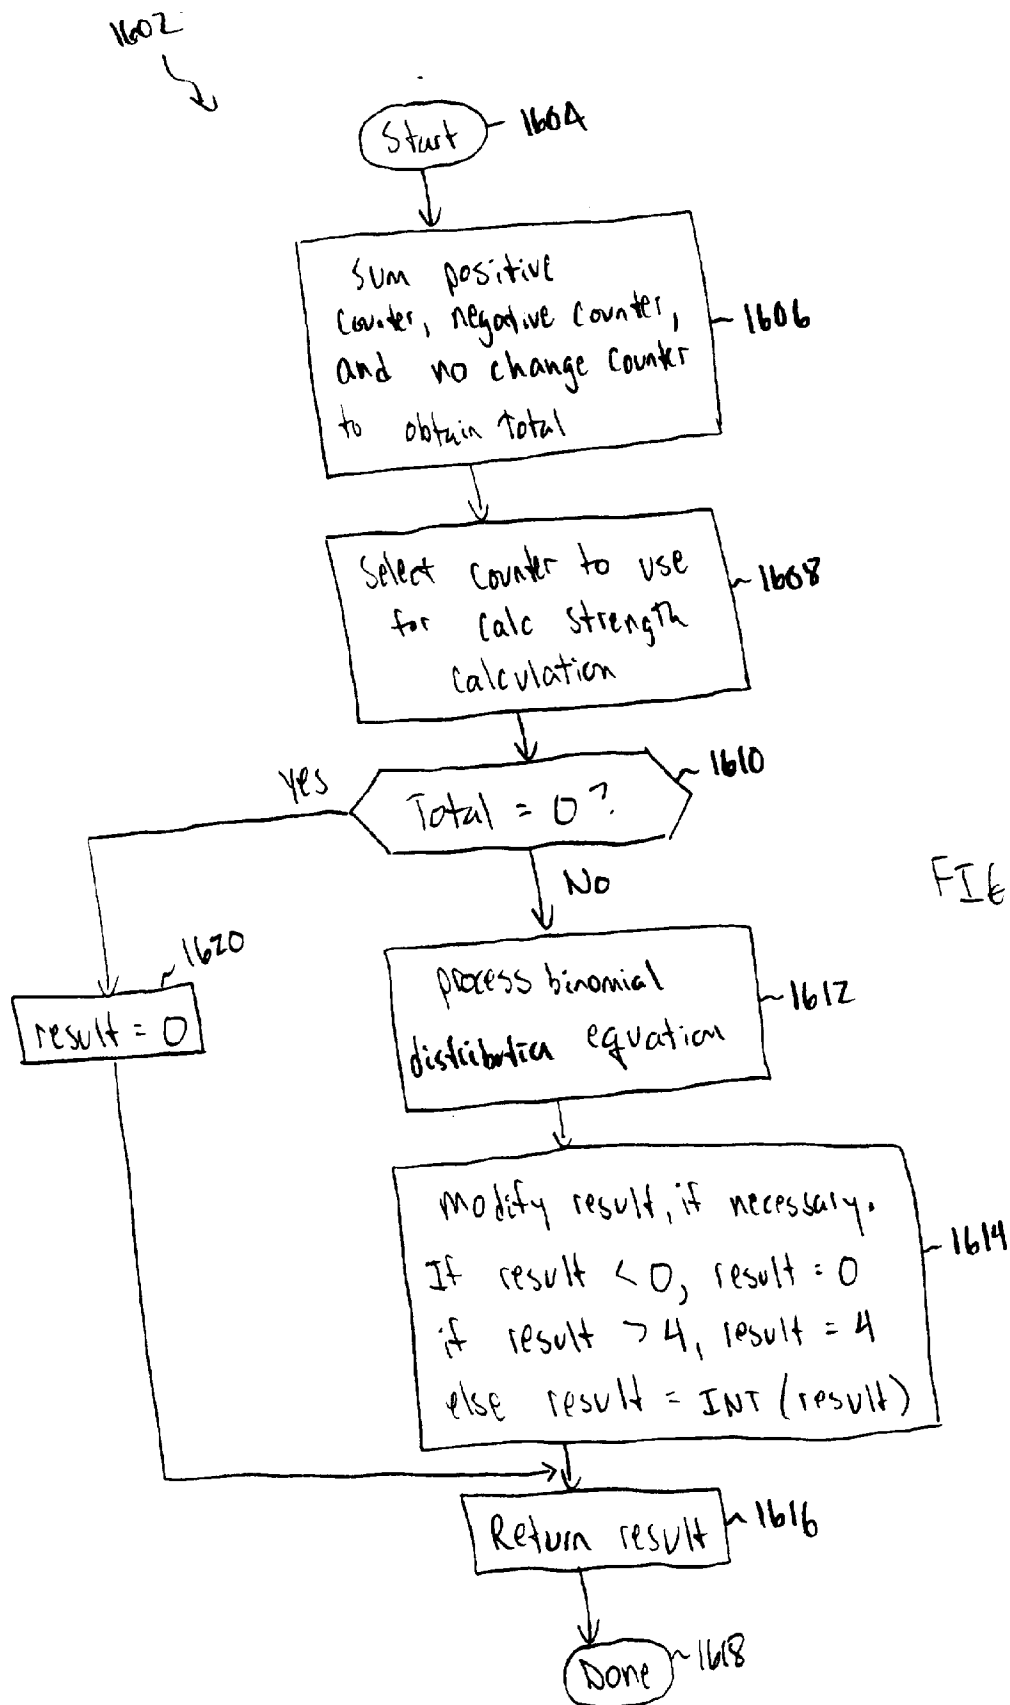 1602
Start
1604
Sum positive
counter, negative counter,
and no change counter
to obtain Total
1606
Select counter to use
for calc strength
calculation
1608
Total = 0?
1610
Yes
No
FIG
1620
result = 0
process binomial
distribution equation
1612
Modify result, if necessary.
If result < 0, result = 0
if result > 4, result = 4
else result = INT (result)
1614
Return result
1616
Done
1618